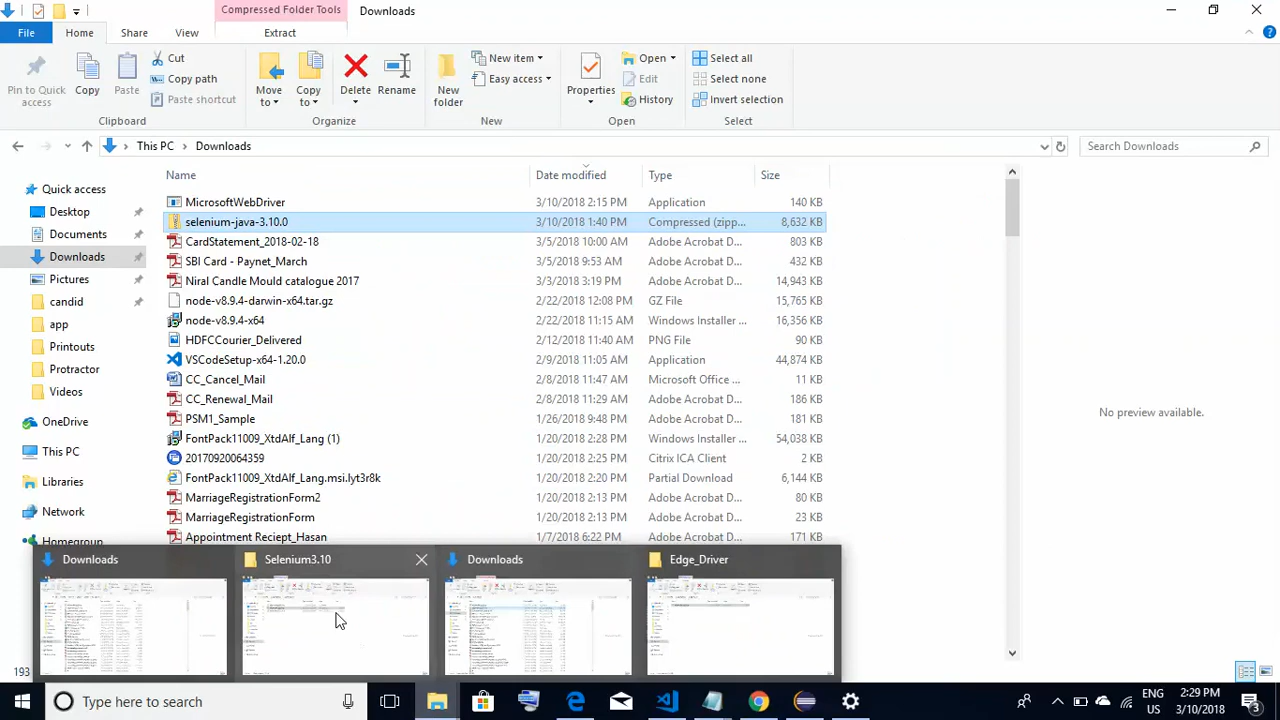 Compressed Folder Tools Downloads
File Home Share View Extract
Pin to Quick access
Copy
Paste
Cut
Copy path
Paste shortcut
Clipboard
Move to
Copy to
Delete
Rename
Organize
New folder
New item
Easy access
New
Properties
Open
Edit
History
Open
Select all
Select none
Invert selection
Select
This PC Downloads
Search Downloads
Name Date modified Type Size
Quick access
Desktop
Documents
Downloads
Pictures
candid
app
Printouts
Protractor
Videos
OneDrive
This PC
Libraries
Network
Homegroup
MicrosoftWebDriver 3/10/2018 2:15 PM Application 140 KB
selenium-java-3.10.0 3/10/2018 1:40 PM Compressed (zipp... 8,632 KB
CardStatement_2018-02-18 3/5/2018 10:00 AM Adobe Acrobat D... 803 KB
SBI Card - Paynet_March 3/5/2018 9:53 AM Adobe Acrobat D... 432 KB
Niral Candle Mould catalogue 2017 3/3/2018 3:19 PM Adobe Acrobat D... 14,943 KB
node-v8.9.4-darwin-x64.tar.gz 2/22/2018 12:08 PM GZ File 15,765 KB
node-v8.9.4-x64 2/22/2018 11:15 AM Windows Installer ... 16,356 KB
HDFCCourier_Delivered 2/12/2018 11:40 AM PNG File 90 KB
VSCodeSetup-x64-1.20.0 2/9/2018 11:05 AM Application 44,874 KB
CC_Cancel_Mail 2/8/2018 11:47 AM Microsoft Office ... 11 KB
CC_Renewal_Mail 2/8/2018 11:29 AM Adobe Acrobat D... 186 KB
PSM1_Sample 1/26/2018 9:48 PM Adobe Acrobat D... 181 KB
FontPack11009_XtdAlf_Lang (1) 1/20/2018 2:28 PM Windows Installer ... 54,038 KB
20170920064359 1/20/2018 2:25 PM Citrix ICA Client 2 KB
FontPack11009_XtdAlf_Lang.msi.lyt3r8k 1/20/2018 2:20 PM Partial Download 6,144 KB
MarriageRegistrationForm2 1/20/2018 2:13 PM Adobe Acrobat D... 80 KB
MarriageRegistrationForm 1/20/2018 2:13 PM Adobe Acrobat D... 23 KB
Appointment Reciept_Hasan 1/7/2018 6:22 PM Adobe Acrobat D... 171 KB
No preview available.
Downloads Selenium3.10 Downloads Edge_Driver
193
Type here to search
ENG
US
2:29 PM
3/10/2018
3